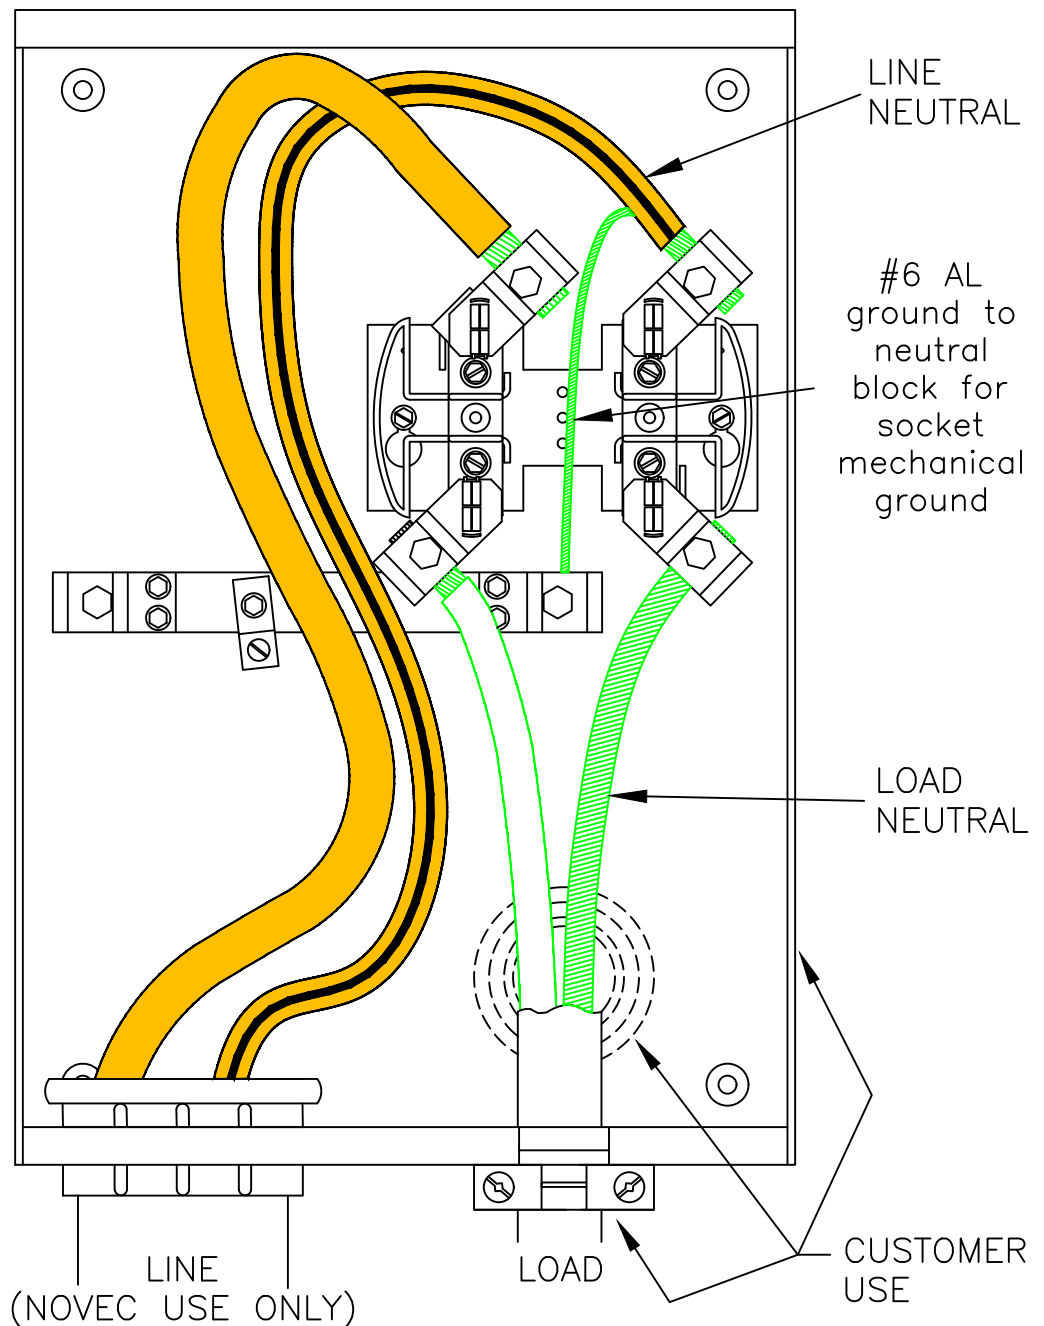 LINE
NEUTRAL
#6 AL
ground to
neutral
block for
socket
mechanical
ground
LOAD
NEUTRAL
CUSTOMER
USE
LINE
(NOVEC USE ONLY)
LOAD